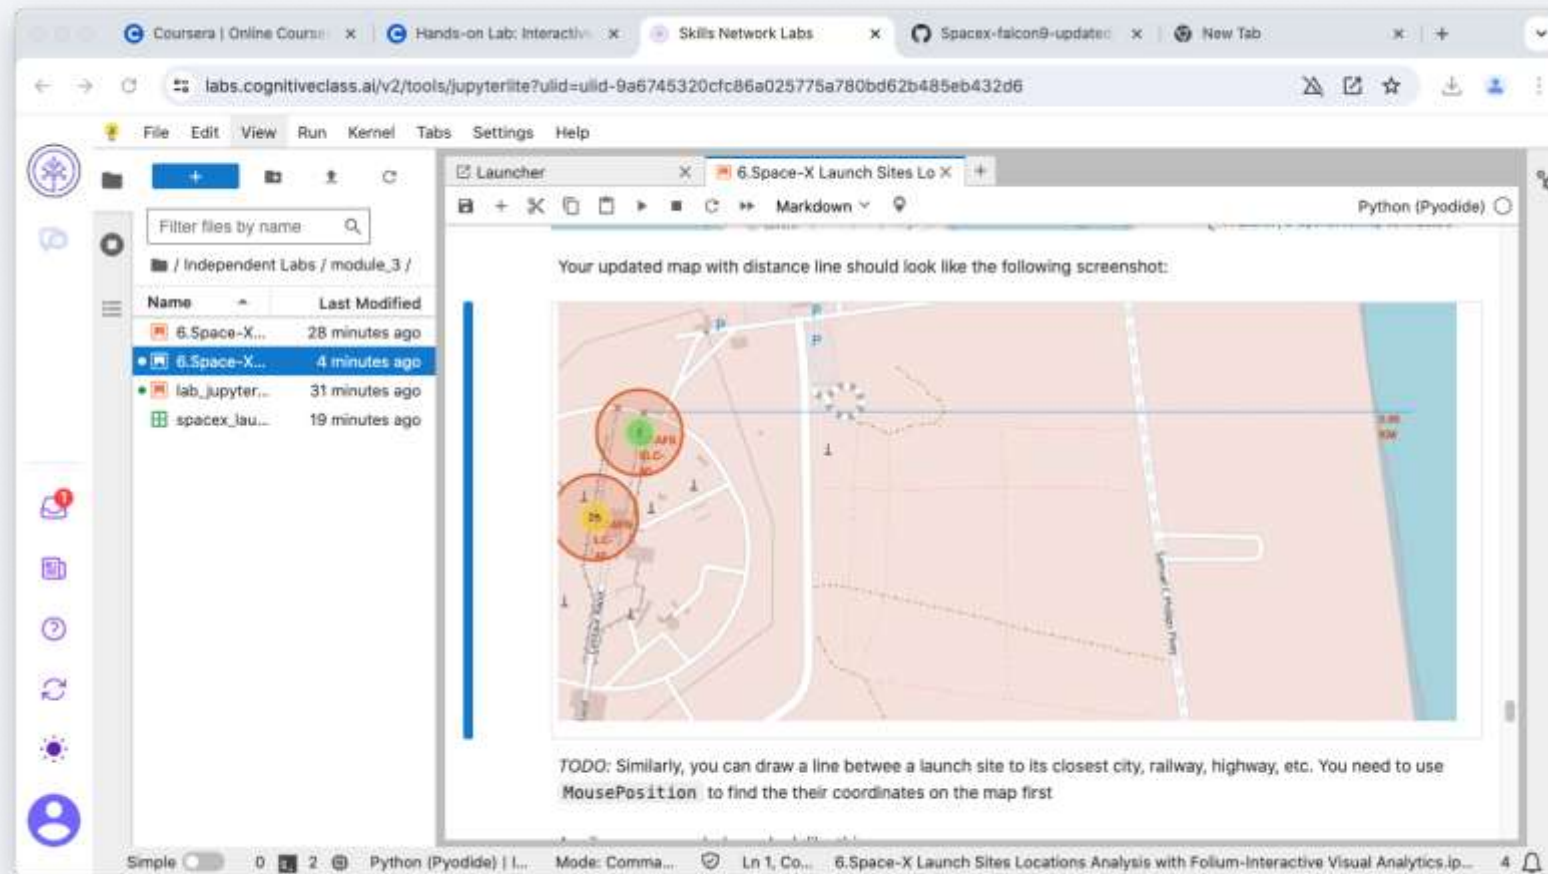 Coursera | Online Course
Hands-on Lab: Interactiv
Skills Network Labs
Spacex-falcon9-updated
New Tab
labs.cognitiveclass.ai/v2/tools/jupyterlite?ulid=ulid-9a6745320cfc86a025775a780bd62b485eb432d6
File Edit View Run Kernel Tabs Settings Help
Launcher
6.Space-X Launch Sites Lo
Markdown
Python (Pyodide)
Filter files by name
/ Independent Labs / module_3 /
Name Last Modified
6.Space-X... 28 minutes ago
6.Space-X... 4 minutes ago
lab_jupyter... 31 minutes ago
spacex_lau... 19 minutes ago
1
Your updated map with distance line should look like the following screenshot:
P
P
P
KM
26
TODO: Similarly, you can draw a line betwee a launch site to its closest city, railway, highway, etc. You need to use
MousePosition to find the their coordinates on the map first
Simple 0 2 Python (Pyodide) | I... Mode: Comma... Ln 1, Co... 6.Space-X Launch Sites Locations Analysis with Folium-Interactive Visual Analytics.ip... 4